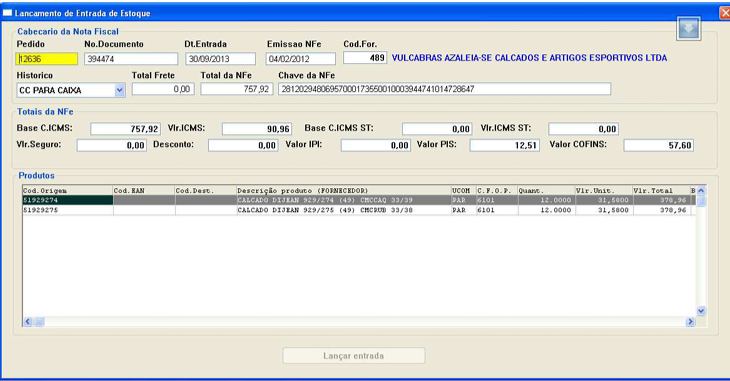 Lancamento de Entrada de Estoque
Cabecario da Nota Fiscal
Pedido No.Documento Dt.Entrada Emissao NFe Cod.For.
12636 394474 30/09/2013 04/02/2012 489 VULCABRAS AZALEIA-SE CALCADOS E ARTIGOS ESPORTIVOS LTDA
Historico Total Frete Total da NFe Chave da NFe
CC PARA CAIXA 0,00 757,92 28120294806957000173550010003944741014728647
Totais da NFe
Base C.ICMS: 757,92 Vlr.ICMS: 90,96 Base C.ICMS ST: 0,00 Vlr.ICMS ST: 0,00
Vlr.Seguro: 0,00 Desconto: 0,00 Valor IPI: 0,00 Valor PIS: 12,51 Valor COFINS: 57,60
Produtos
Cod.Origem Cod.EAN Cod.Dest. Descrição produto (FORNECEDOR) UCOM C.F.O.P. Quant. Vlr.Unit. Vlr.Total B
51929274 CALCADO DIJEAN 929/274 (49) CMCCAQ 33/39 PAR 6101 12.0000 31,5800 378,96
51929275 CALCADO DIJEAN 929/275 (49) CMCRUB 33/38 PAR 6101 12.0000 31,5800 378,96
Lançar entrada